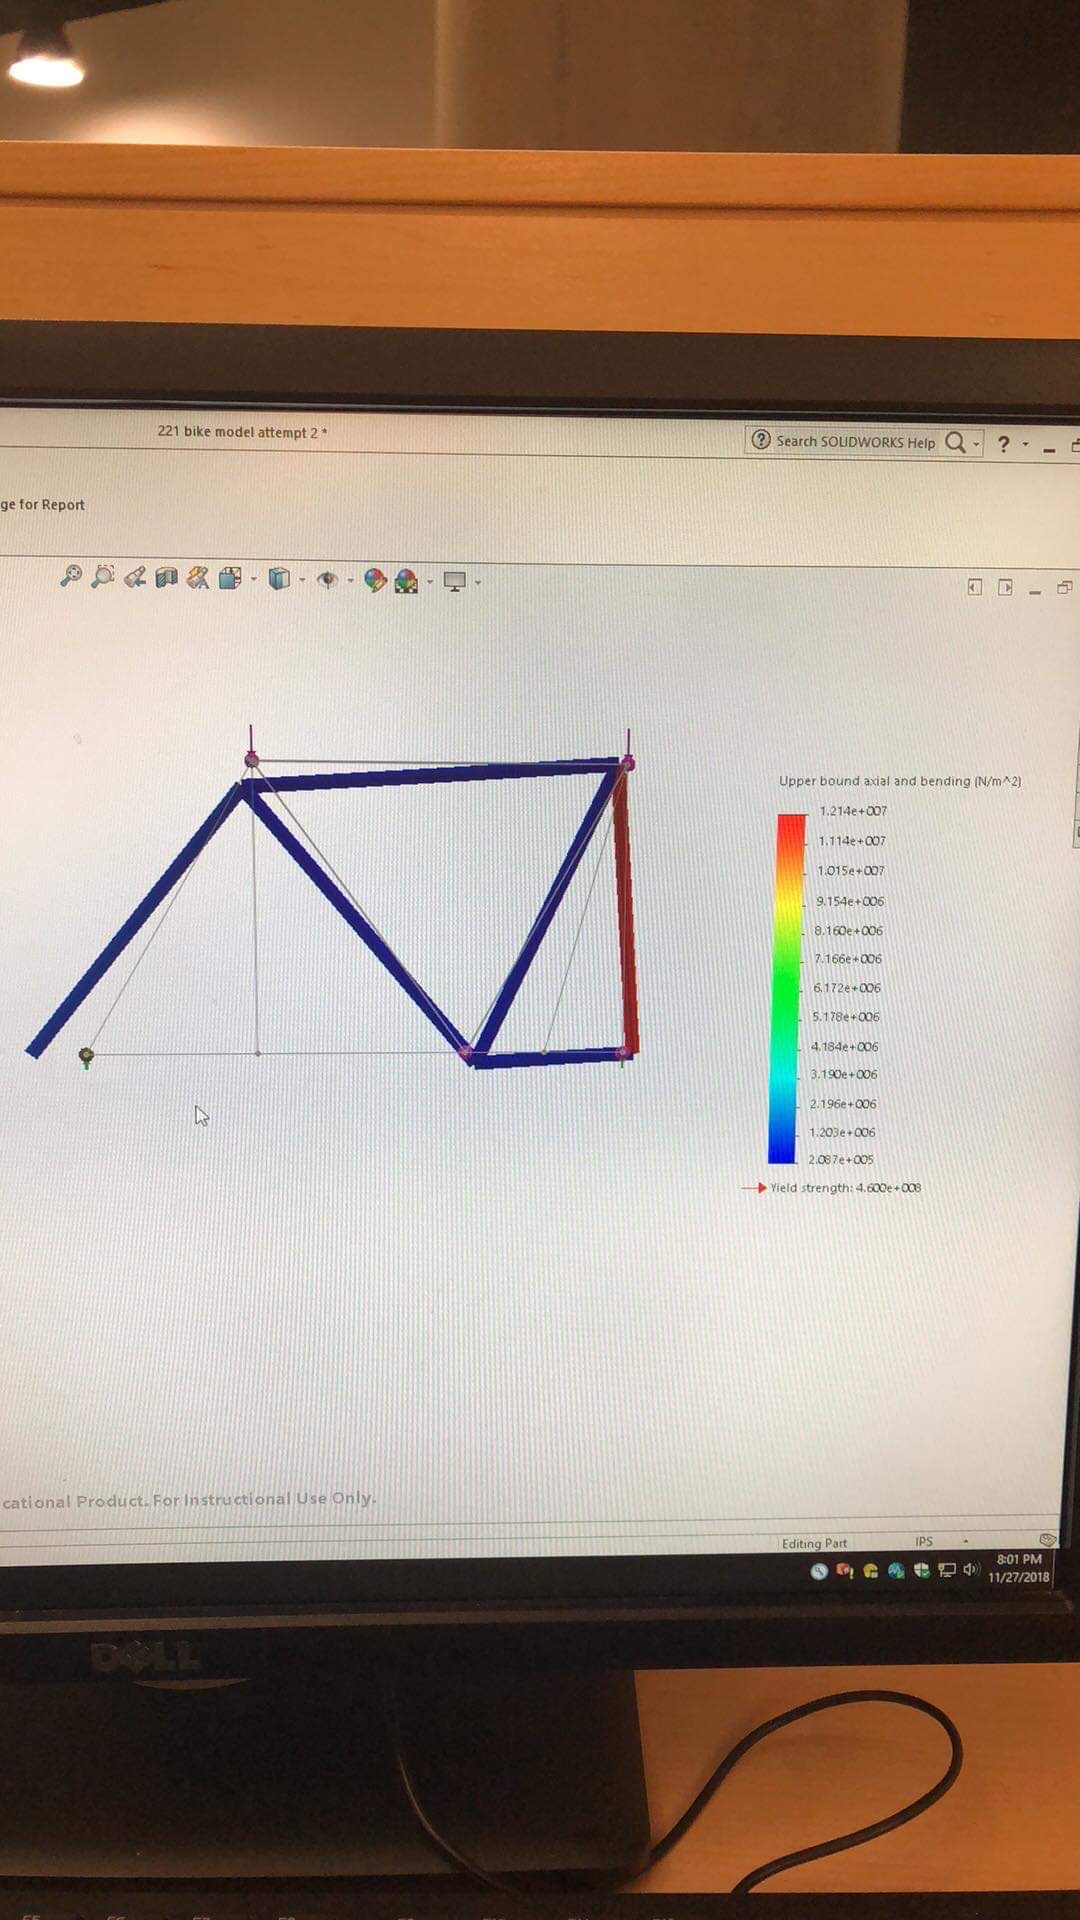 221 bike model attempt 2 *
? Search SOLIDWORKS Help
?
ge for Report
Upper bound axial and bending (N/m^2)
1.214e+007
1.114e+007
1.015e+007
9.154e+006
8.160e+006
7.166e+006
6.172e+006
5.178e+006
4.184e+006
3.190e+006
2.196e+006
1.203e+006
2.087e+005
Yield strength: 4.600e+008
cational Product. For Instructional Use Only.
Editing Part
IPS
8:01 PM
11/27/2018
DELL